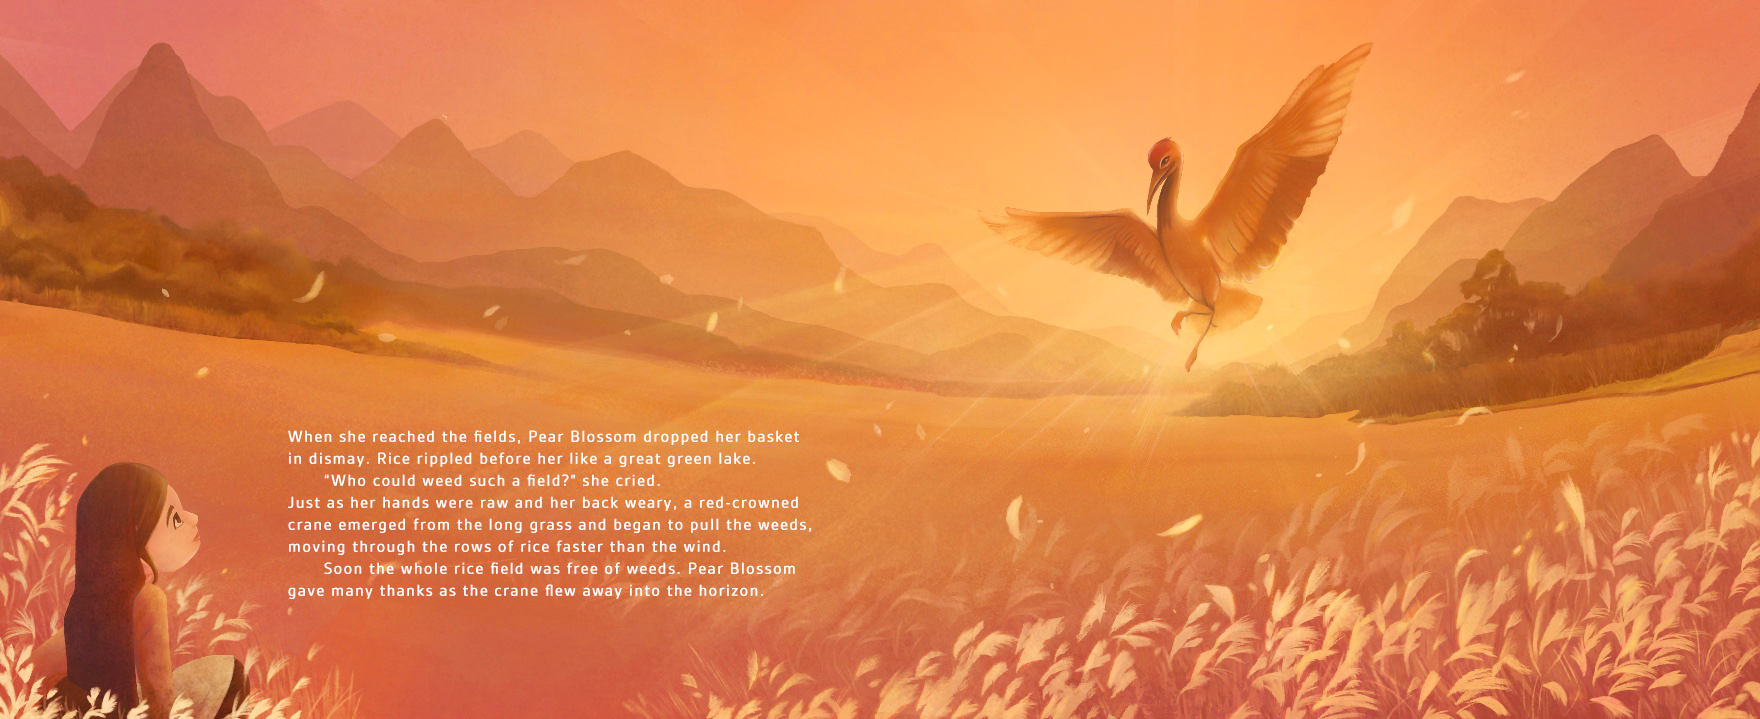 When she reached the fields, Pear Blossom dropped her basket
in dismay. Rice rippled before her like a great green lake.
“Who could weed such a field?” she cried.
Just as her hands were raw and her back weary, a red-crowned
crane emerged from the long grass and began to pull the weeds,
moving through the rows of rice faster than the wind.
Soon the whole rice field was free of weeds. Pear Blossom
gave many thanks as the crane flew away into the horizon.